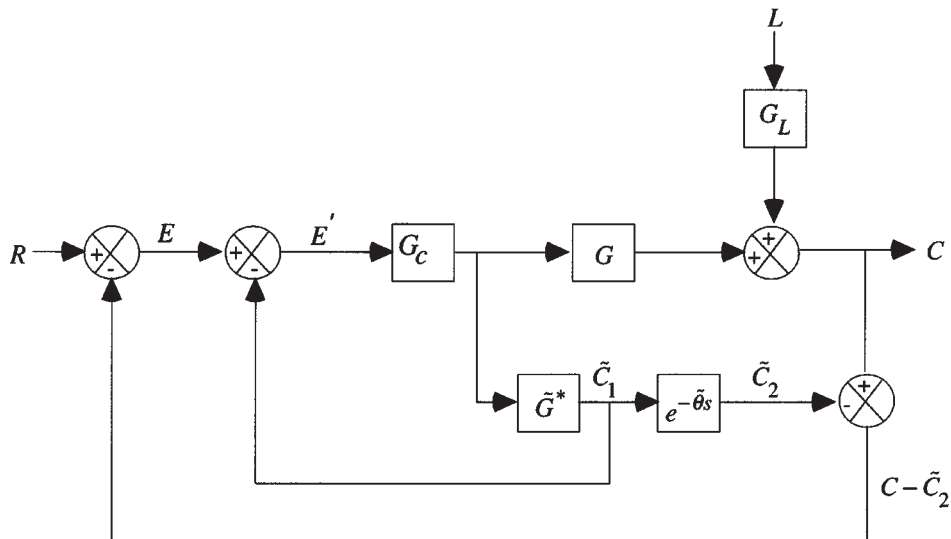 L
G_L
R
+
-
E
+
-
E'
G_c
G
+
+
C
G̃*
C̃_1
e^{-θ̃s}
C̃_2
+
-
C - C̃_2